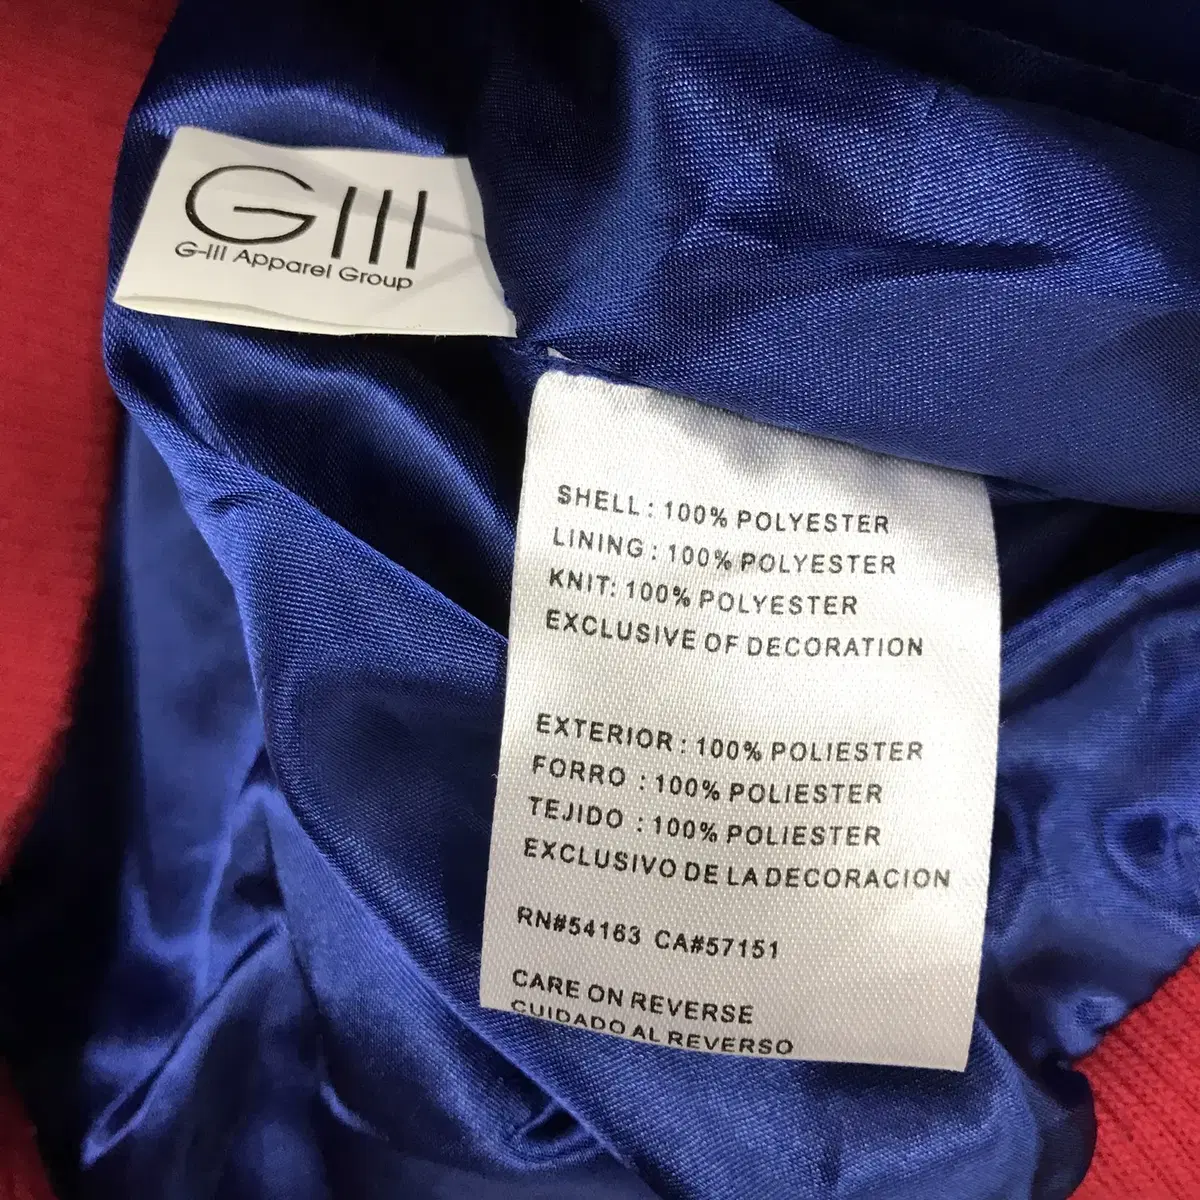 GIII
G-III Apparel Group
SHELL : 100% POLYESTER
LINING : 100% POLYESTER
KNIT: 100% POLYESTER
EXCLUSIVE OF DECORATION
EXTERIOR : 100% POLIESTER
FORRO : 100% POLIESTER
TEJIDO : 100% POLIESTER
EXCLUSIVO DE LA DECORACION
RN#54163 CA#57151
CARE ON REVERSE
CUIDADO AL REVERSO